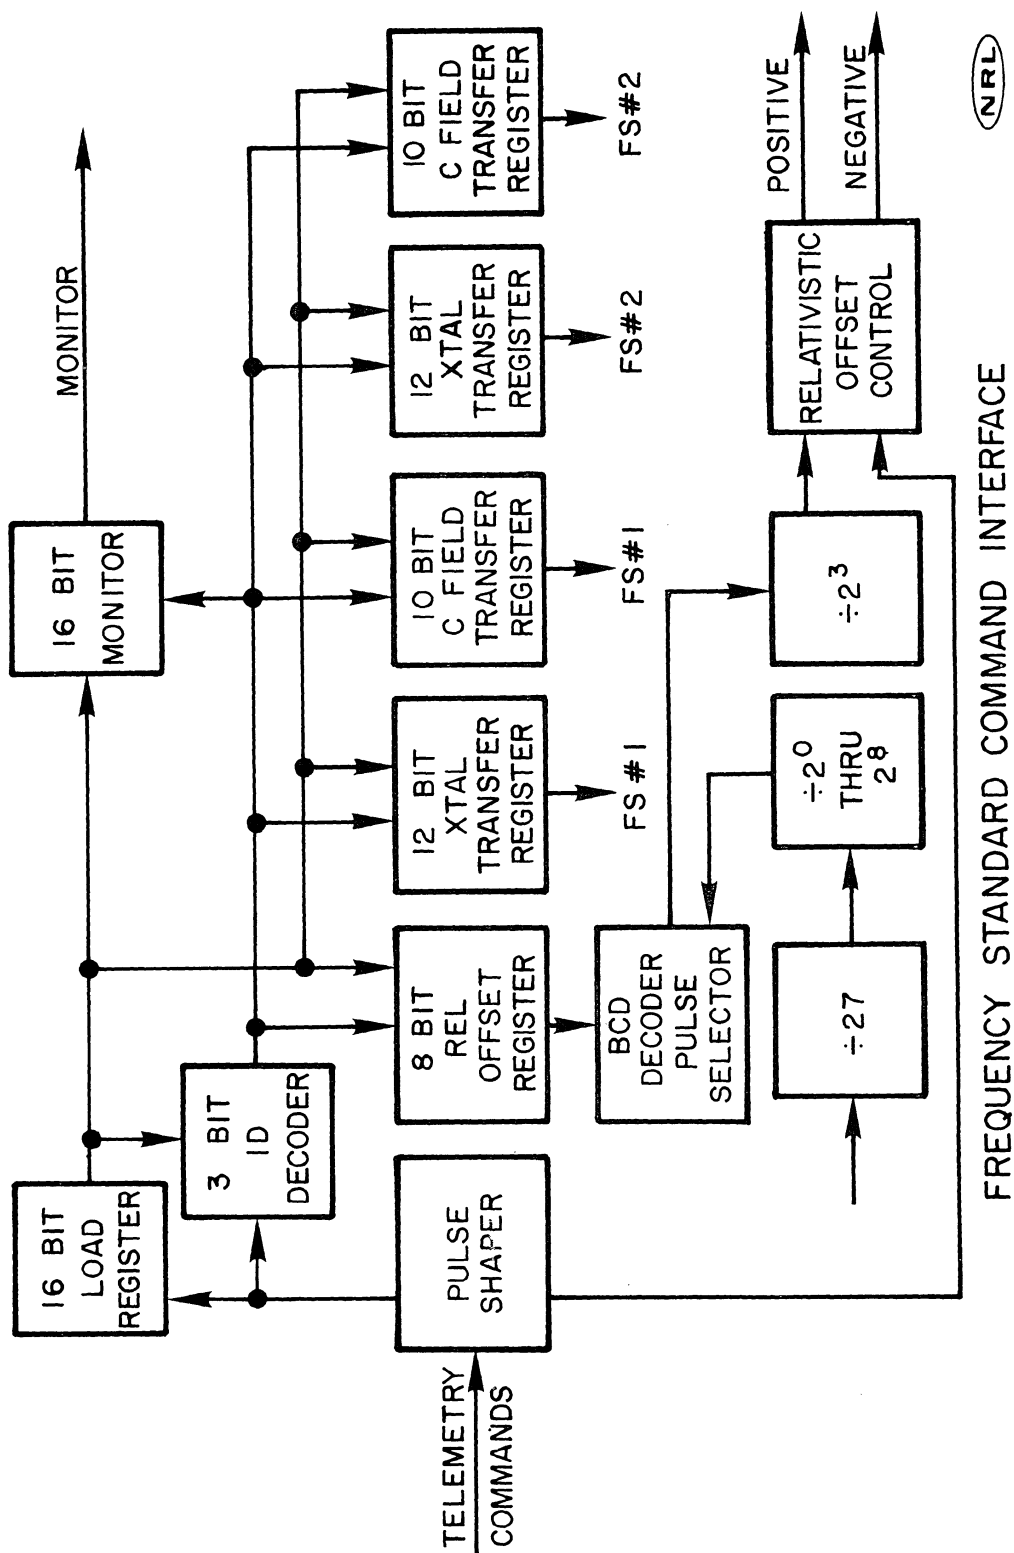 MONITOR
16 BIT
LOAD
REGISTER
16 BIT
MONITOR
3 BIT
ID
DECODER
TELEMETRY
COMMANDS
PULSE
SHAPER
8 BIT
REL
OFFSET
REGISTER
12 BIT
XTAL
TRANSFER
REGISTER
10 BIT
C FIELD
TRANSFER
REGISTER
12 BIT
XTAL
TRANSFER
REGISTER
10 BIT
C FIELD
TRANSFER
REGISTER
FS#1
FS#1
FS#2
FS#2
BCD
DECODER
PULSE
SELECTOR
÷27
÷2⁰
THRU
2⁸
÷2³
RELATIVISTIC
OFFSET
CONTROL
POSITIVE
NEGATIVE
FREQUENCY STANDARD COMMAND INTERFACE
NRL